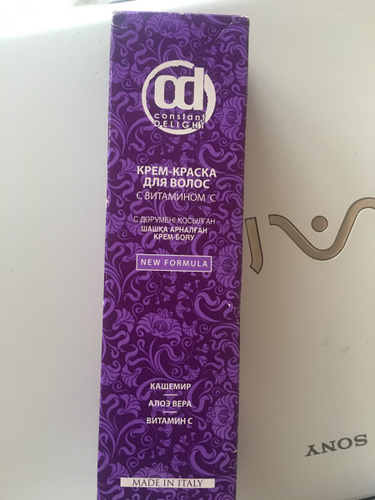 cd
constant
DELIGHT
КРЕМ-КРАСКА
ДЛЯ ВОЛОС
С ВИТАМИНОМ С
С ДӘРУМЕНІ ҚОСЫЛҒАН
ШАШҚА АРНАЛҒАН
КРЕМ-БОЯУ
NEW FORMULA
КАШЕМИР
АЛОЭ ВЕРА
ВИТАМИН С
MADE IN ITALY
SONY